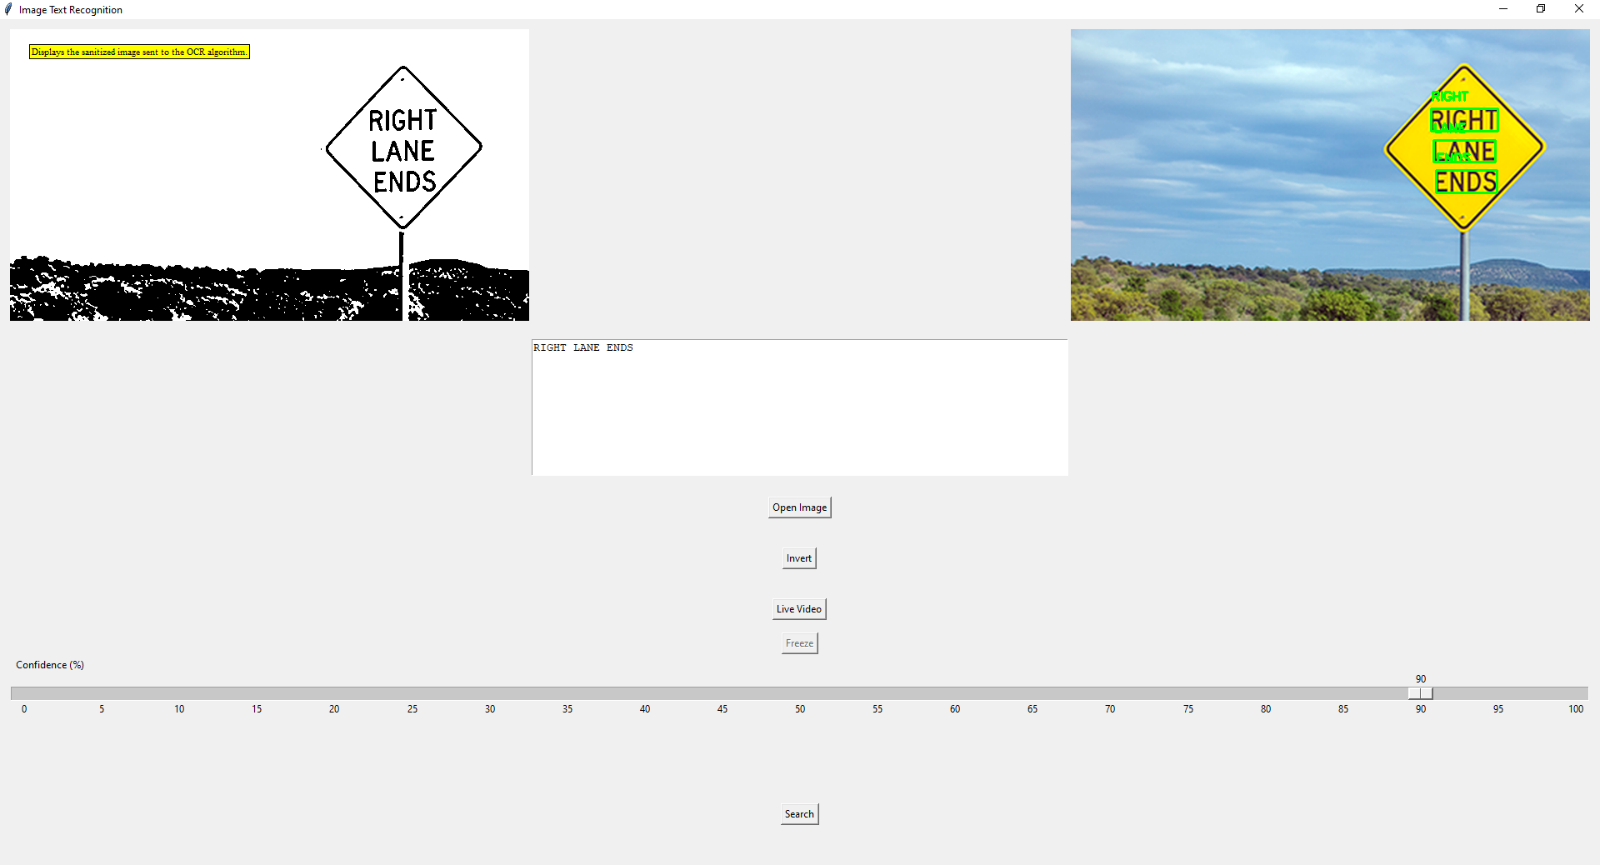 Image Text Recognition
Displays the sanitized image sent to the OCR algorithm.
RIGHT
LANE
ENDS
RIGHT
RIGHT
LANE
LANE
ENDS
ENDS
RIGHT LANE ENDS
Open Image
Invert
Live Video
Freeze
Confidence (%)
90
0 5 10 15 20 25 30 35 40 45 50 55 60 65 70 75 80 85 90 95 100
Search